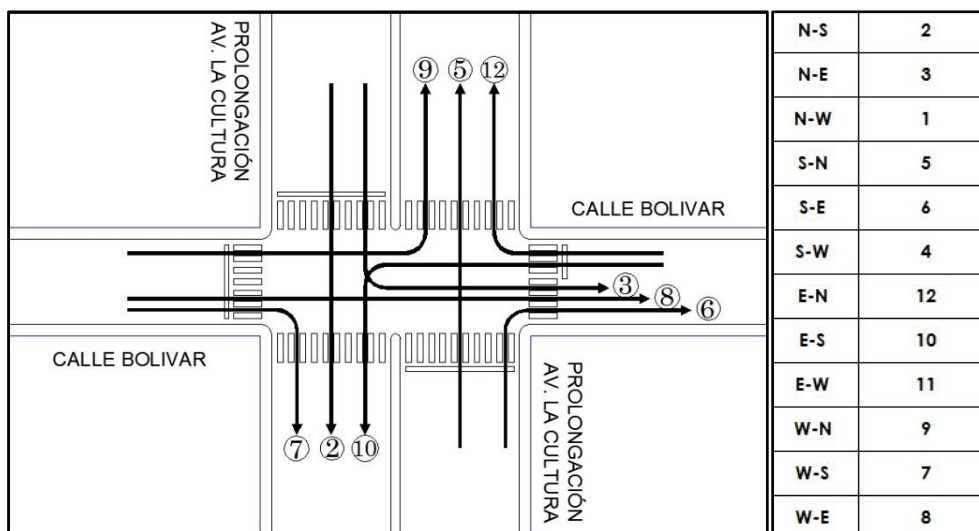 PROLONGACIÓN
AV. LA CULTURA
9
5
12
CALLE BOLIVAR
3
8
6
CALLE BOLIVAR
PROLONGACIÓN
AV. LA CULTURA
7
2
10
N-S 2
N-E 3
N-W 1
S-N 5
S-E 6
S-W 4
E-N 12
E-S 10
E-W 11
W-N 9
W-S 7
W-E 8